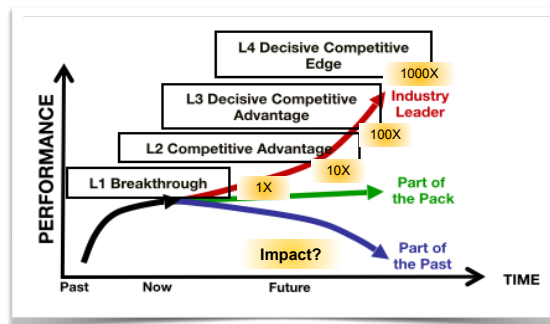 L4 Decisive Competitive
Edge
1000X
L3 Decisive Competitive
Advantage
Industry
Leader
100X
L2 Competitive Advantage
10X
L1 Breakthrough
1X
Part of
the Pack
PERFORMANCE
Impact?
Part of
the Past
TIME
Past
Now
Future